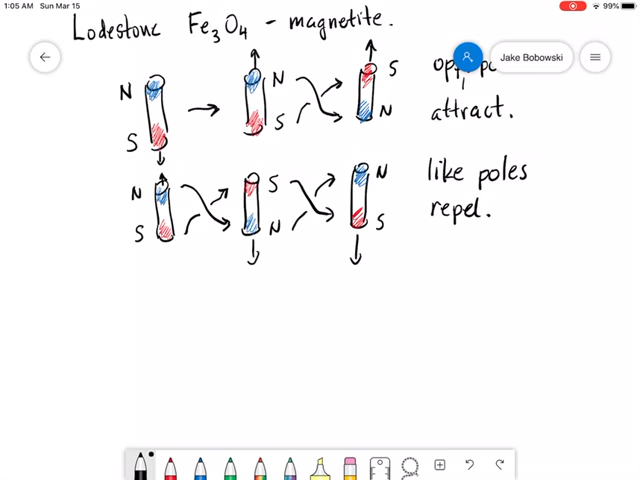 1:05 AM Sun Mar 15
99%
Lodestone Fe3O4 - magnetite.
Jake Bobowski
N
S
N
S
S
N
attract.
N
S
S
N
N
S
like poles
repel.